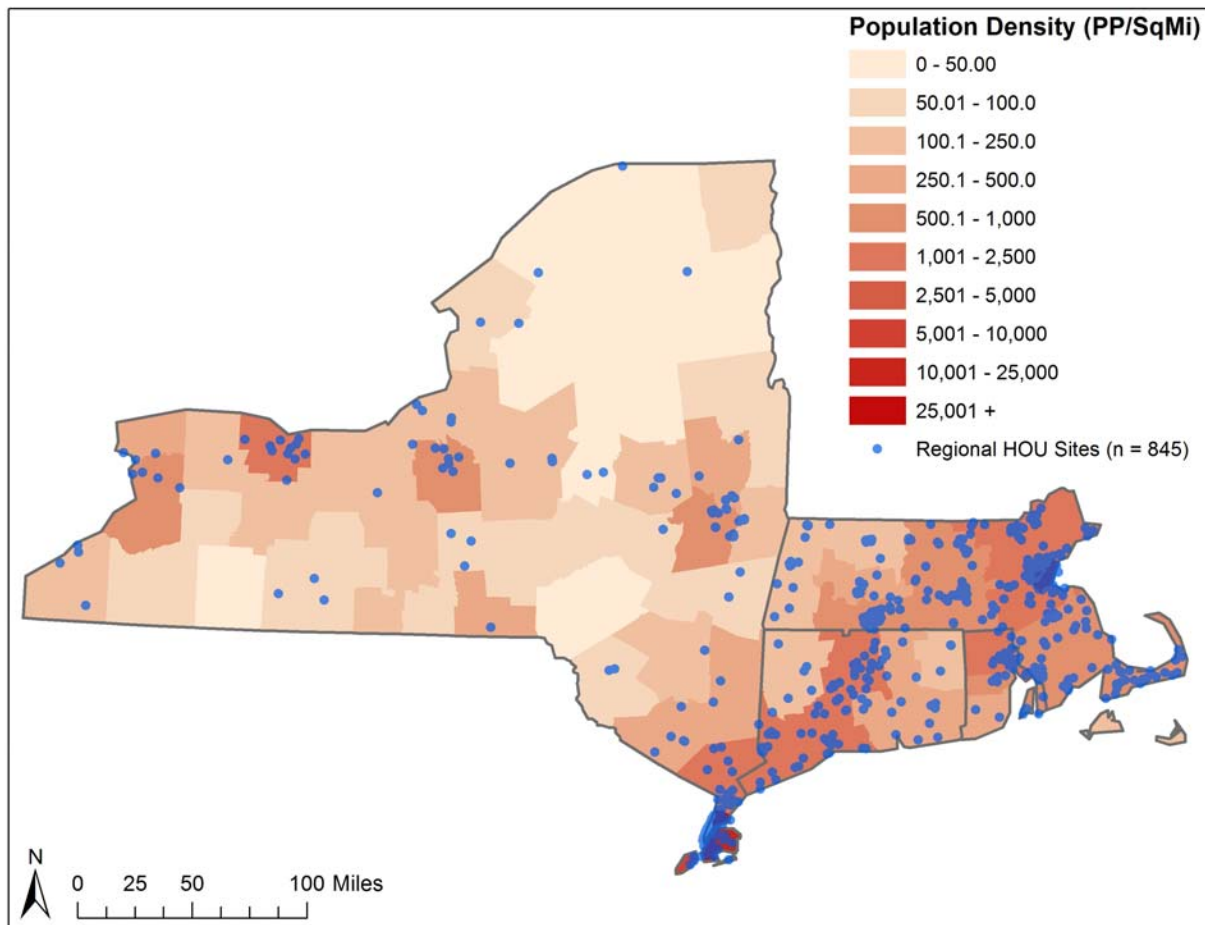 Population Density (PP/SqMi)
0 - 50.00
50.01 - 100.0
100.1 - 250.0
250.1 - 500.0
500.1 - 1,000
1,001 - 2,500
2,501 - 5,000
5,001 - 10,000
10,001 - 25,000
25,001 +
Regional HOU Sites (n = 845)
N
0 25 50 100 Miles